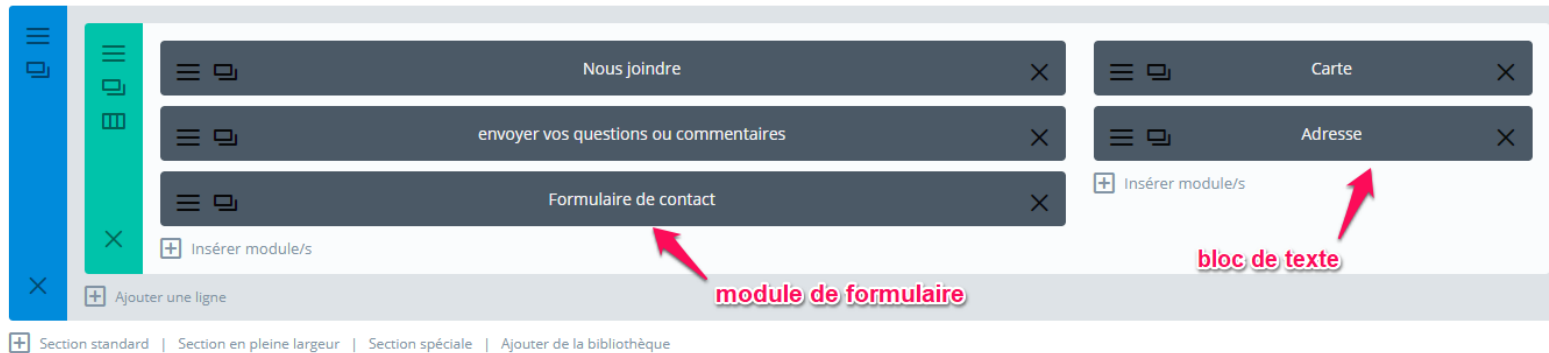 Nous joindre
Carte
envoyer vos questions ou commentaires
Adresse
Formulaire de contact
Insérer module/s
Insérer module/s
bloc de texte
module de formulaire
Ajouter une ligne
Section standard | Section en pleine largeur | Section spéciale | Ajouter de la bibliothèque